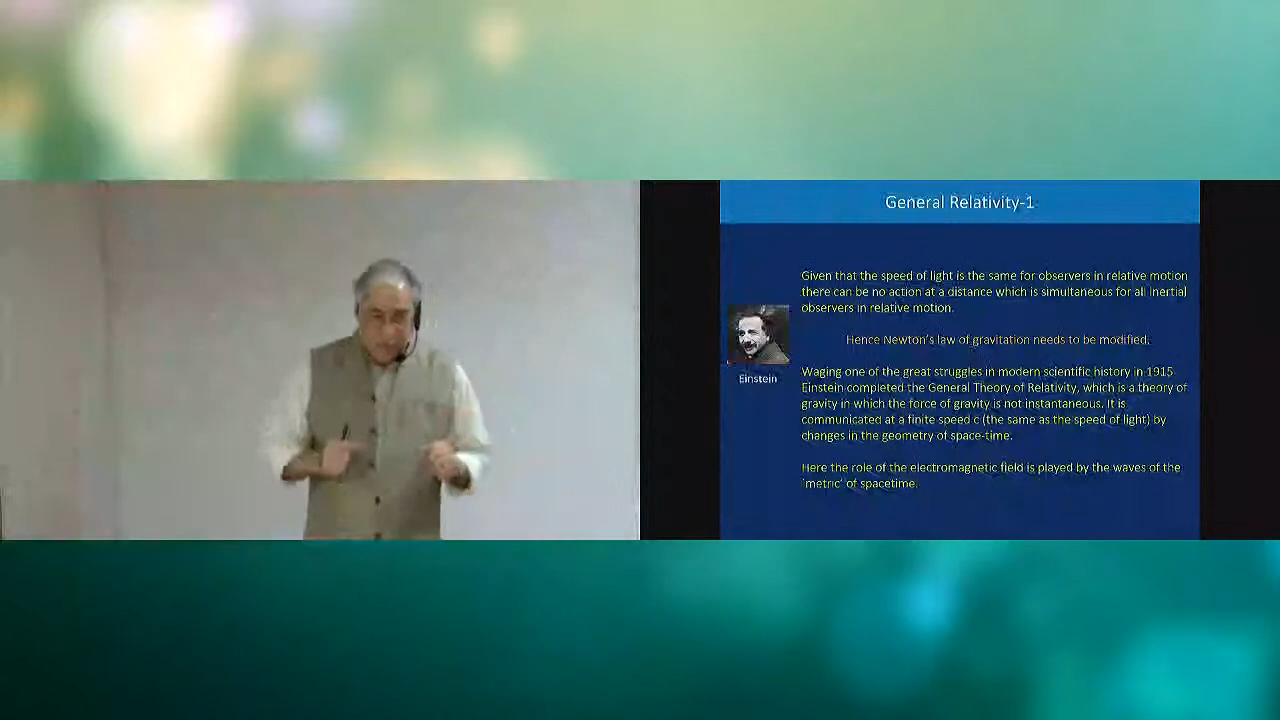 General Relativity-1
Given that the speed of light is the same for observers in relative motion
there can be no action at a distance which is simultaneous for all inertial
observers in relative motion.
Hence Newton's law of gravitation needs to be modified.
Einstein
Waging one of the great struggles in modern scientific history in 1915
Einstein completed the General Theory of Relativity, which is a theory of
gravity in which the force of gravity is not instantaneous. It is
communicated at a finite speed c (the same as the speed of light) by
changes in the geometry of space-time.
Here the role of the electromagnetic field is played by the waves of the
'metric' of spacetime.